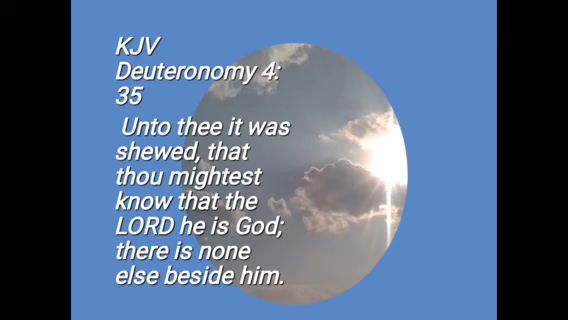 KJV
Deuteronomy 4:
35
Unto thee it was
shewed, that
thou mightest
know that the
LORD he is God;
there is none
else beside him.